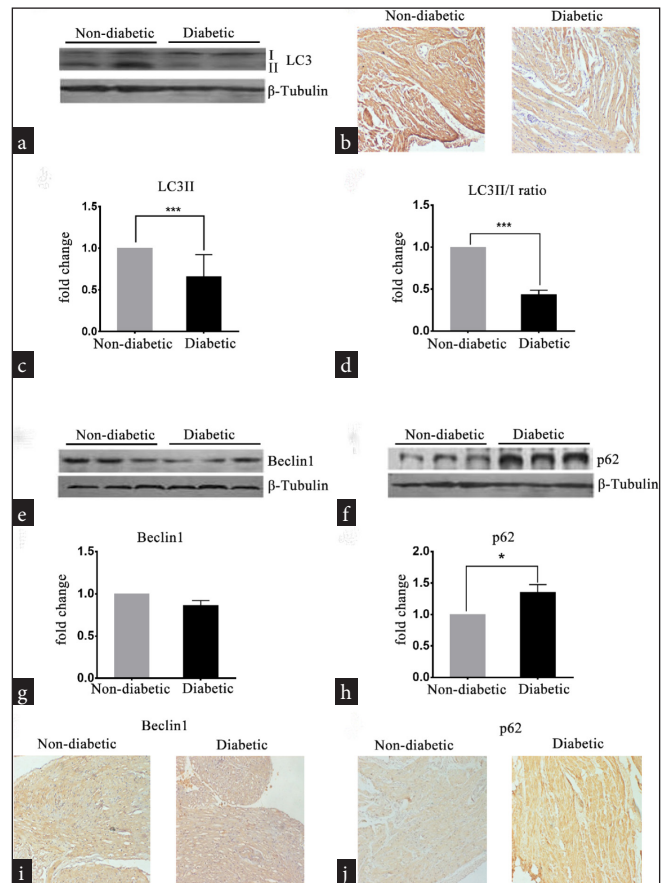 Non-diabetic Diabetic
I
II
LC3
β-Tubulin
a
Non-diabetic Diabetic
b
LC3II
***
fold change
1.5
1.0
0.5
0.0
Non-diabetic Diabetic
c
LC3II/I ratio
***
fold change
1.5
1.0
0.5
0.0
Non-diabetic Diabetic
d
Non-diabetic Diabetic
Beclin1
β-Tubulin
e
Non-diabetic Diabetic
p62
β-Tubulin
f
Beclin1
fold change
1.5
1.0
0.5
0.0
Non-diabetic Diabetic
g
p62
*
fold change
2.0
1.5
1.0
0.5
0.0
Non-diabetic Diabetic
h
Beclin1
Non-diabetic Diabetic
i
p62
Non-diabetic Diabetic
j